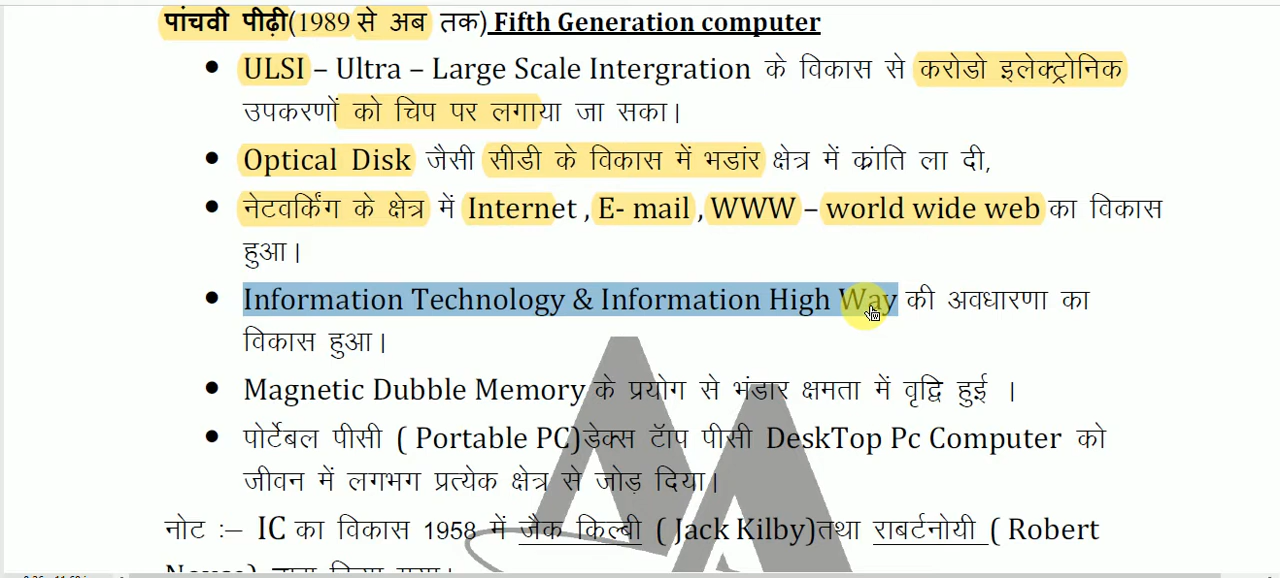 पांचवी पीढ़ी(1989 से अब तक) Fifth Generation computer
• ULSI – Ultra – Large Scale Intergration के विकास से करोडो इलेक्ट्रोनिक
उपकरणों को चिप पर लगाया जा सका।
• Optical Disk जैसी सीडी के विकास में भडांर क्षेत्र में क्रांति ला दी,
• नेटवर्किंग के क्षेत्र में Internet , E- mail , WWW – world wide web का विकास
हुआ।
• Information Technology & Information High Way की अवधारणा का
विकास हुआ।
• Magnetic Dubble Memory के प्रयोग से भंडार क्षमता में वृद्वि हुई ।
• पोर्टेबल पीसी ( Portable PC)डेक्स टॅाप पीसी DeskTop Pc Computer को
जीवन में लगभग प्रत्येक क्षेत्र से जोड़ दिया।
नोट :– IC का विकास 1958 में जैक किल्बी ( Jack Kilby)तथा राबर्टनोयी ( Robert